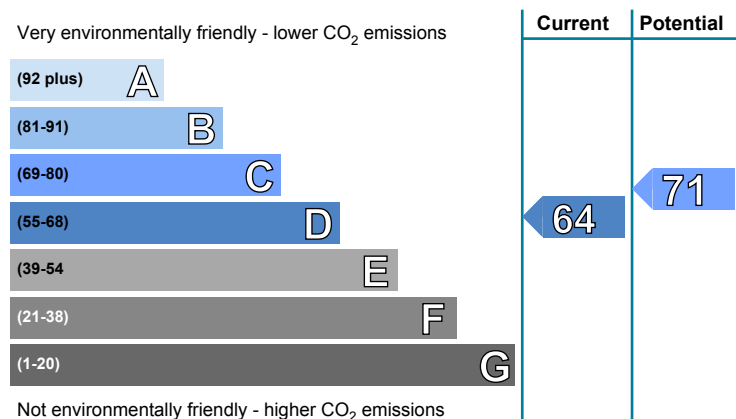 Very environmentally friendly - lower CO2 emissions
Current
Potential
(92 plus) A
(81-91) B
(69-80) C
(55-68) D
(39-54 E
(21-38) F
(1-20) G
64
71
Not environmentally friendly - higher CO2 emissions